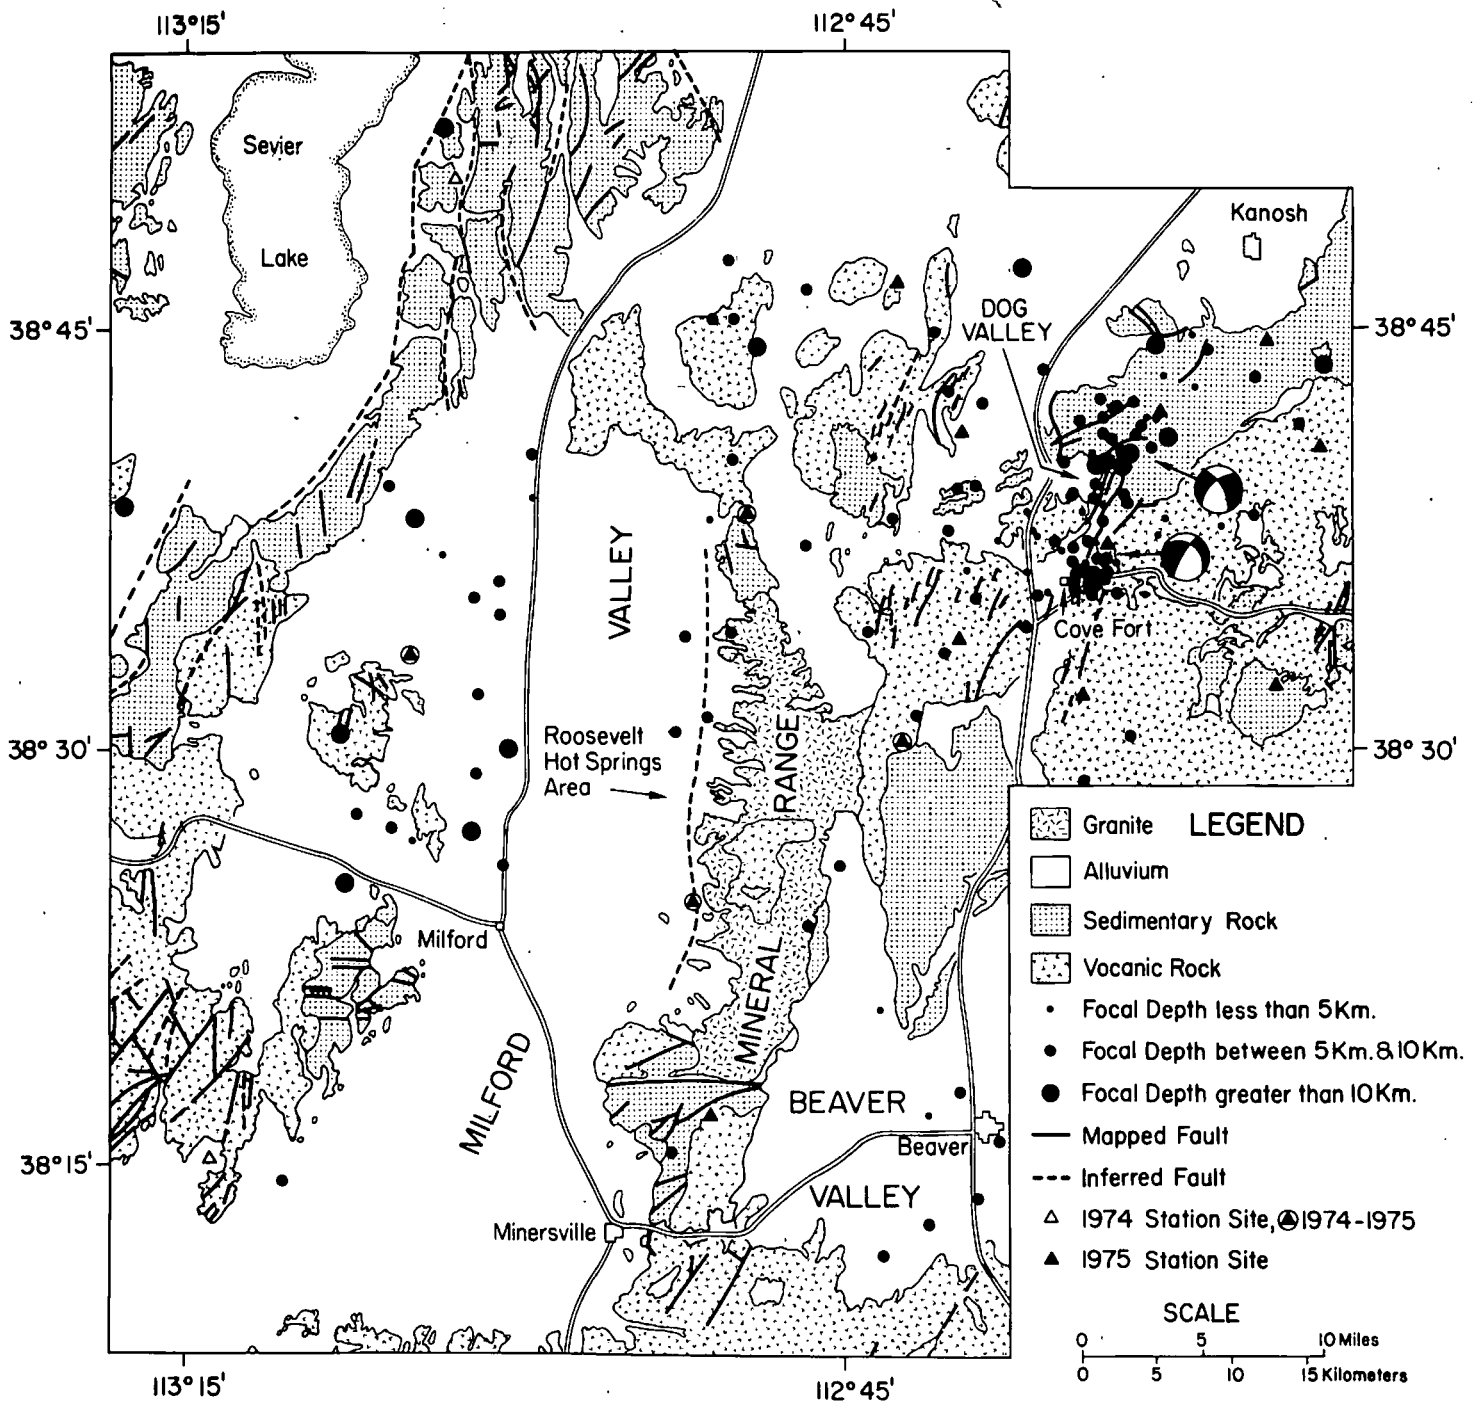 113°15'
112°45'
Sevier
Lake
Kanosh
38°45'
DOG
VALLEY
38°45'
VALLEY
Cove Fort
Roosevelt
Hot Springs
Area
RANGE
38°30'
38°30'
Granite LEGEND
Alluvium
Sedimentary Rock
Vocanic Rock
Focal Depth less than 5Km.
Focal Depth between 5Km.&10Km.
Focal Depth greater than 10Km.
Mapped Fault
Inferred Fault
1974 Station Site, 1974-1975
1975 Station Site
Milford
MINERAL
MILFORD
BEAVER
Beaver
38°15'
VALLEY
Minersville
SCALE
0 5 10 Miles
0 5 10 15 Kilometers
113°15'
112°45'